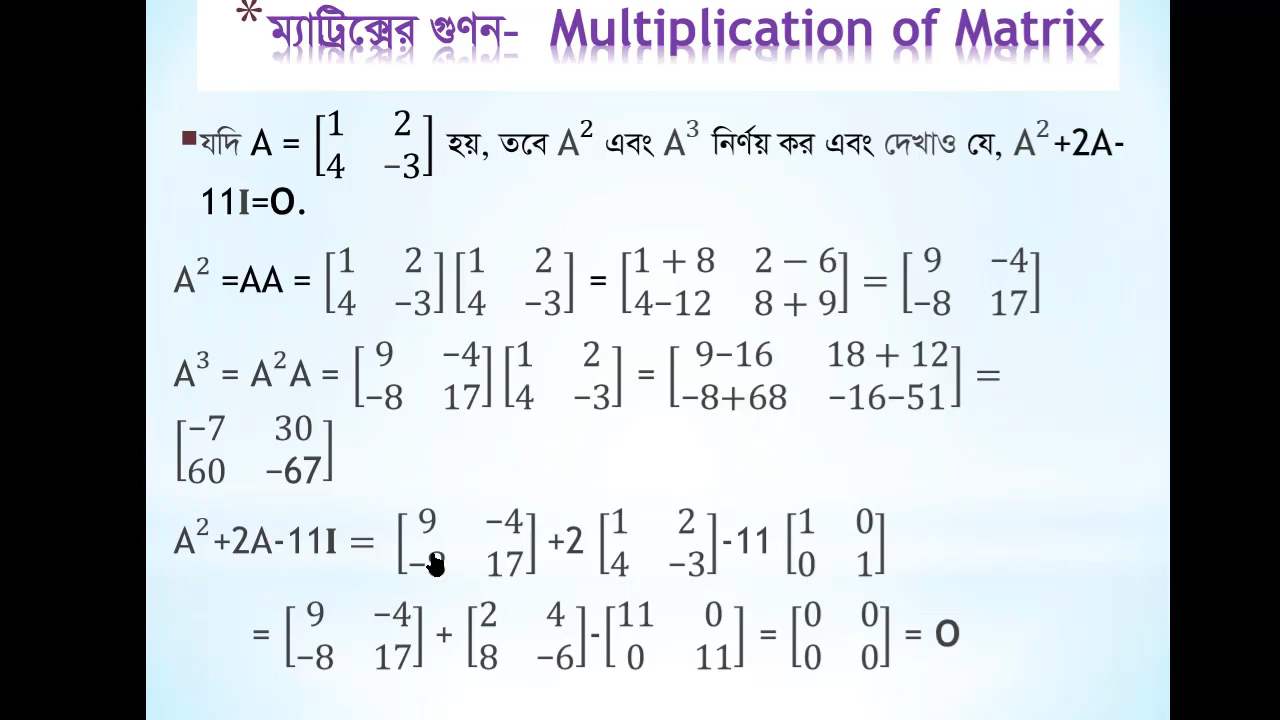 * ম্যাট্রিক্সের গুণন- Multiplication of Matrix
▪যদি A = [1 2; 4 −3] হয়, তবে A² এবং A³ নির্ণয় কর এবং দেখাও যে, A²+2A-
11I=O.
A² =AA = [1 2; 4 −3][1 2; 4 −3] = [1 + 8 2 − 6; 4−12 8 + 9] = [9 −4; −8 17]
A³ = A²A = [9 −4; −8 17][1 2; 4 −3] = [9−16 18 + 12; −8+68 −16−51] =
[−7 30; 60 −67]
A²+2A-11I = [9 −4; −8 17] +2 [1 2; 4 −3]-11 [1 0; 0 1]
= [9 −4; −8 17] + [2 4; 8 −6]-[11 0; 0 11] = [0 0; 0 0] = O